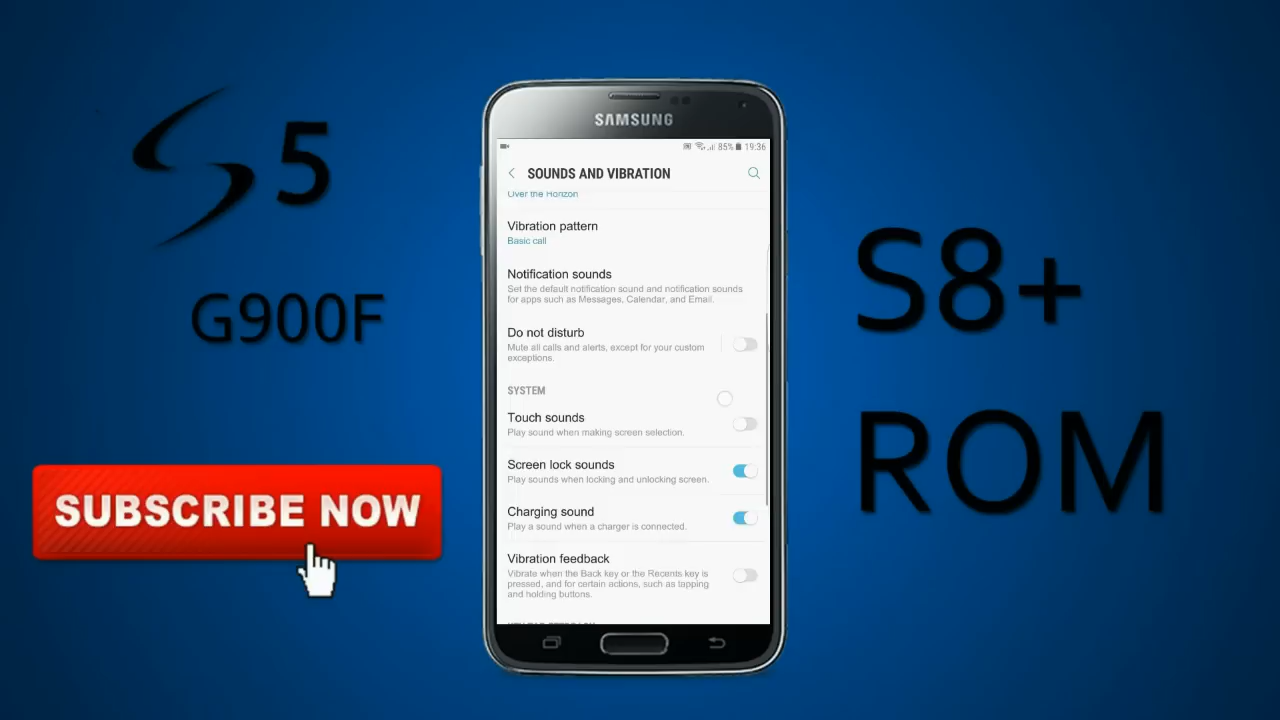 S 5
G900F
SUBSCRIBE NOW
SAMSUNG
85% 19:36
SOUNDS AND VIBRATION
Over the Horizon
Vibration pattern
Basic call
Notification sounds
Set the default notification sound and notification sounds
for apps such as Messages, Calendar, and Email.
Do not disturb
Mute all calls and alerts, except for your custom
exceptions.
SYSTEM
Touch sounds
Play sound when making screen selection.
Screen lock sounds
Play sounds when locking and unlocking screen.
Charging sound
Play a sound when a charger is connected.
Vibration feedback
Vibrate when the Back key or the Recents key is
pressed, and for certain actions, such as tapping
and holding buttons.
S8+
ROM